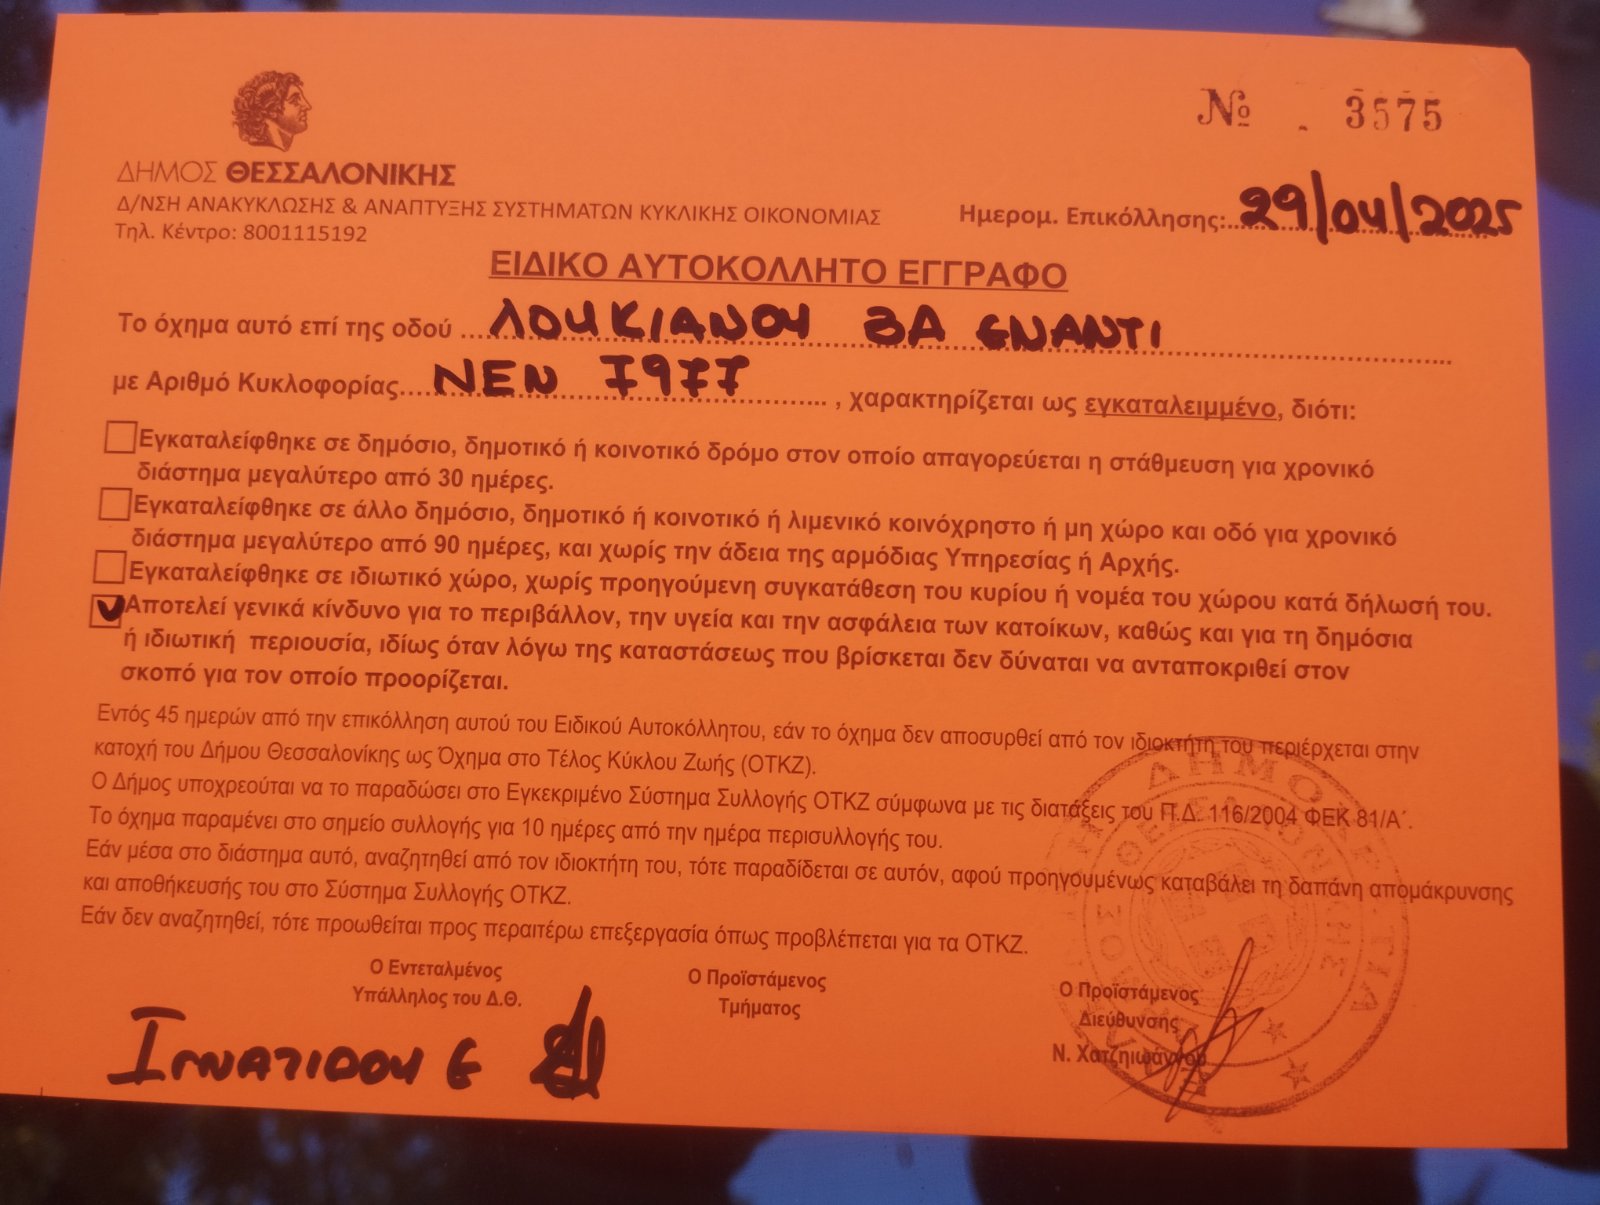 № 3575
ΔΗΜΟΣ ΘΕΣΣΑΛΟΝΙΚΗΣ
Δ/ΝΣΗ ΑΝΑΚΥΚΛΩΣΗΣ & ΑΝΑΠΤΥΞΗΣ ΣΥΣΤΗΜΑΤΩΝ ΚΥΚΛΙΚΗΣ ΟΙΚΟΝΟΜΙΑΣ
Τηλ. Κέντρο: 8001115192
Ημερομ. Επικόλλησης: 29/04/2025
ΕΙΔΙΚΟ ΑΥΤΟΚΟΛΛΗΤΟ ΕΓΓΡΑΦΟ
Το όχημα αυτό επί της οδού ΛΟΥΚΙΑΝΟΥ 3Α ΕΝΑΝΤΙ
με Αριθμό Κυκλοφορίας ΝΕΝ 7977, χαρακτηρίζεται ως εγκαταλειμμένο, διότι:
Εγκαταλείφθηκε σε δημόσιο, δημοτικό ή κοινοτικό δρόμο στον οποίο απαγορεύεται η στάθμευση για χρονικό
διάστημα μεγαλύτερο από 30 ημέρες.
Εγκαταλείφθηκε σε άλλο δημόσιο, δημοτικό ή κοινοτικό ή λιμενικό κοινόχρηστο ή μη χώρο και οδό για χρονικό
διάστημα μεγαλύτερο από 90 ημέρες, και χωρίς την άδεια της αρμόδιας Υπηρεσίας ή Αρχής.
Εγκαταλείφθηκε σε ιδιωτικό χώρο, χωρίς προηγούμενη συγκατάθεση του κυρίου ή νομέα του χώρου κατά δήλωσή του.
Αποτελεί γενικά κίνδυνο για το περιβάλλον, την υγεία και την ασφάλεια των κατοίκων, καθώς και για τη δημόσια
ή ιδιωτική περιουσία, ιδίως όταν λόγω της καταστάσεως που βρίσκεται δεν δύναται να ανταποκριθεί στον
σκοπό για τον οποίο προορίζεται.
Εντός 45 ημερών από την επικόλληση αυτού του Ειδικού Αυτοκόλλητου, εάν το όχημα δεν αποσυρθεί από τον ιδιοκτήτη του περιέρχεται στην
κατοχή του Δήμου Θεσσαλονίκης ως Όχημα στο Τέλος Κύκλου Ζωής (ΟΤΚΖ).
Ο Δήμος υποχρεούται να το παραδώσει στο Εγκεκριμένο Σύστημα Συλλογής ΟΤΚΖ σύμφωνα με τις διατάξεις του Π.Δ. 116/2004 ΦΕΚ 81/Α΄.
Το όχημα παραμένει στο σημείο συλλογής για 10 ημέρες από την ημέρα περισυλλογής του.
Εάν μέσα στο διάστημα αυτό, αναζητηθεί από τον ιδιοκτήτη του, τότε παραδίδεται σε αυτόν, αφού προηγουμένως καταβάλει τη δαπάνη απομάκρυνσης
και αποθήκευσής του στο Σύστημα Συλλογής ΟΤΚΖ.
Εάν δεν αναζητηθεί, τότε προωθείται προς περαιτέρω επεξεργασία όπως προβλέπεται για τα ΟΤΚΖ.
Ο Εντεταλμένος
Υπάλληλος του Δ.Θ.
Ο Προϊστάμενος
Τμήματος
Ο Προϊστάμενος
Διεύθυνσης
Ν. Χατζηιωάννου
ΙΓΝΑΤΙΔΟΥ Ε
ΔΗΜΟΣ ΘΕΣΣΑΛΟΝΙΚΗΣ